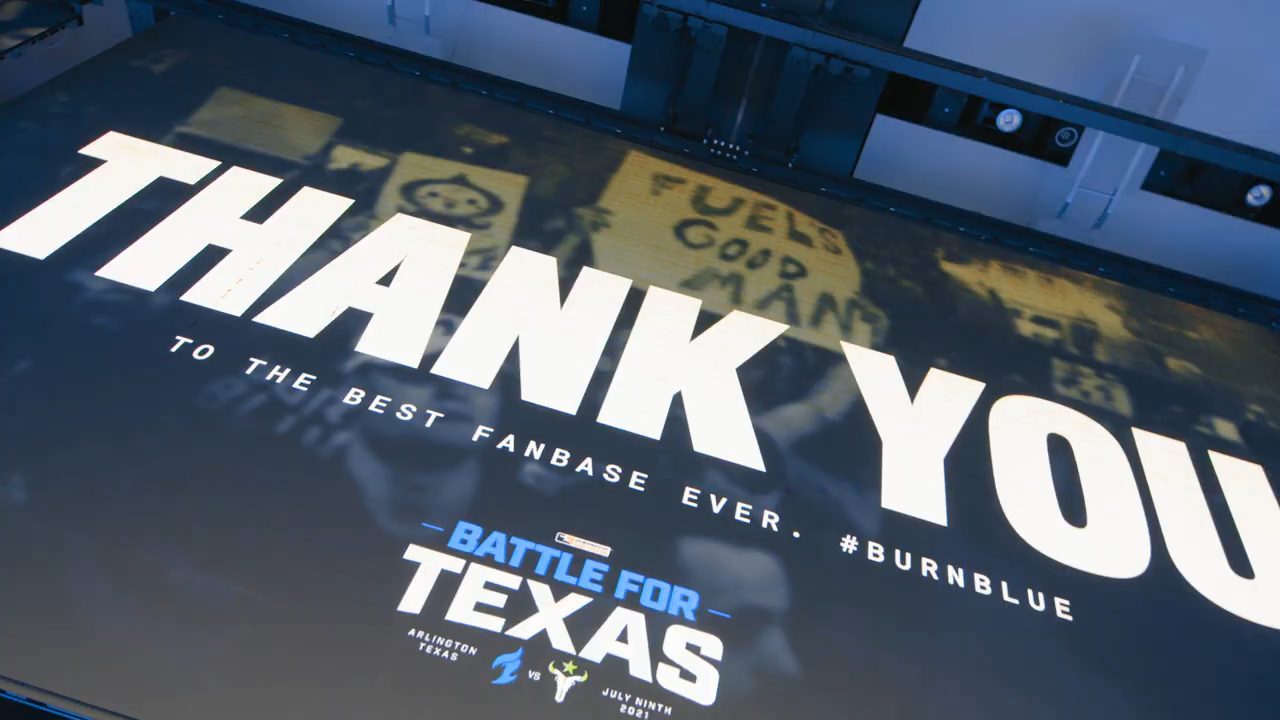 FUELS
GOOD
MAN
THANK YOU
TO THE BEST FANBASE EVER. #BURNBLUE
BATTLE FOR
TEXAS
ARLINGTON
TEXAS
VS
JULY NINTH
2021